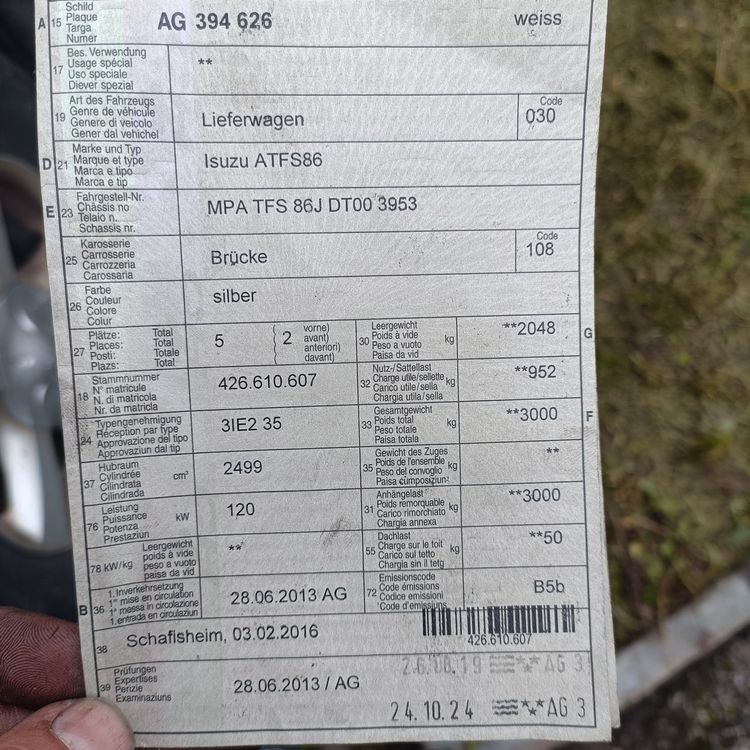 Schild
A 15 Plaque AG 394 626 weiss
Targa
Numer
Bes. Verwendung
17 Usage spécial **
Uso speciale
Diever spezial
Art des Fahrzeugs Code
19 Genre de véhicule Lieferwagen 030
Genere di veicolo
Gener dal vehichel
Marke und Typ
D 21 Marque et type Isuzu ATFS86
Marca e tipo
Marca e tip
Fahrgestell-Nr.
E 23 Châssis no MPA TFS 86J DT00 3953
Telaio n.
Schassis nr.
Karosserie Code
25 Carrosserie Brücke 108
Carrozzeria
Carossaria
Farbe
26 Couleur silber
Colore
Colur
Plätze: Total vorne) Leergewicht
27 Places: Total 5 2 avant) 30 Poids à vide kg **2048 G
Posti: Totale anteriori) Peso a vuoto
Plazs: Total davant) Paisa da vid
Stammnummer Nutz-/Sattellast
18 N° matricule 426.610.607 32 Charge utile/sellette kg **952
N. di matricola Carico utile/sella
Nr. da matricla Chargia utila/sella
Typengenehmigung Gesamtgewicht
24 Réception par type 3IE2 35 33 Poids total kg **3000 F
Approvazione del tipo Peso totale
Approvaziun dal tip Paisa totala
Hubraum Gewicht des Zuges
37 Cylindrée cm³ 2499 35 Poids de l'ensemble kg **
Cilindrata Peso del convoglio
Cilindrada Paisa cumposiziun
Leistung Anhängelast
76 Puissance kW 120 31 Poids remorquable kg **3000
Potenza Carico rimorchiato
Prestaziun Chargia annexa
Leergewicht Dachlast
78 kW/kg poids à vide ** 55 Charge sur le toit kg **50
peso a vuoto Carico sul tetto
paisa da vid Chargia sin il tetg
1. Inverkehrsetzung Emissionscode
B 36 1re mise en circulation 28.06.2013 AG 72 Code émissions B5b
1a messa in circolazione Codice emissioni
1. entrada en circulaziun Code d'emissiuns
38 Schafisheim, 03.02.2016 426.610.607
Prüfungen 26.08.19 AG 3
39 Expertises 28.06.2013 / AG
Perizie
Examinaziuns 24.10.24 AG 3